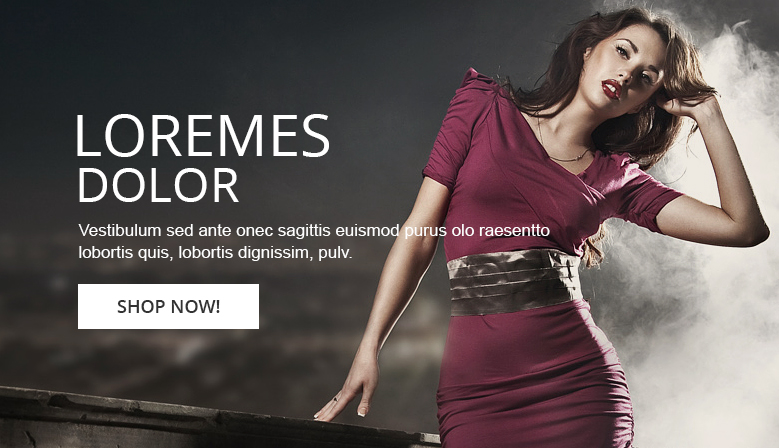 LOREMES
DOLOR
Vestibulum sed ante onec sagittis euismod purus olo raesentto
lobortis quis, lobortis dignissim, pulv.
SHOP NOW!